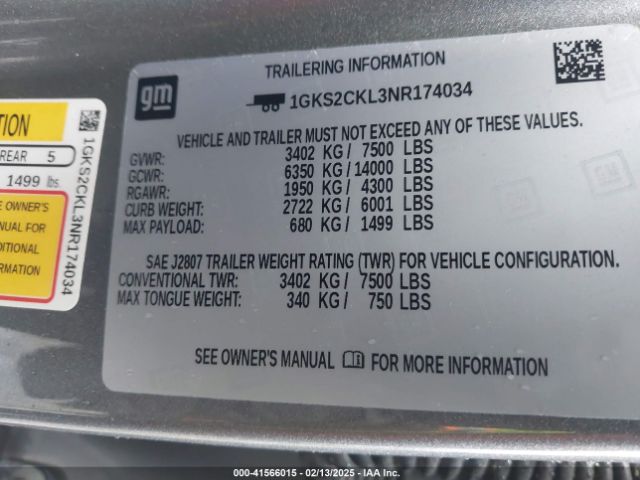 TRAILERING INFORMATION
gm
1GKS2CKL3NR174034
VEHICLE AND TRAILER MUST NOT EXCEED ANY OF THESE VALUES.
GVWR: 3402 KG / 7500 LBS
GCWR: 6350 KG / 14000 LBS
RGAWR: 1950 KG / 4300 LBS
CURB WEIGHT: 2722 KG / 6001 LBS
MAX PAYLOAD: 680 KG / 1499 LBS
SAE J2807 TRAILER WEIGHT RATING (TWR) FOR VEHICLE CONFIGURATION.
CONVENTIONAL TWR: 3402 KG / 7500 LBS
MAX TONGUE WEIGHT: 340 KG / 750 LBS
SEE OWNER'S MANUAL FOR MORE INFORMATION
TION
REAR 5
1499 lbs.
SEE OWNER'S
MANUAL FOR
DITIONAL
ORMATION
1GKS2CKL3NR174034
000-41566015 - 02/13/2025 - IAA Inc.